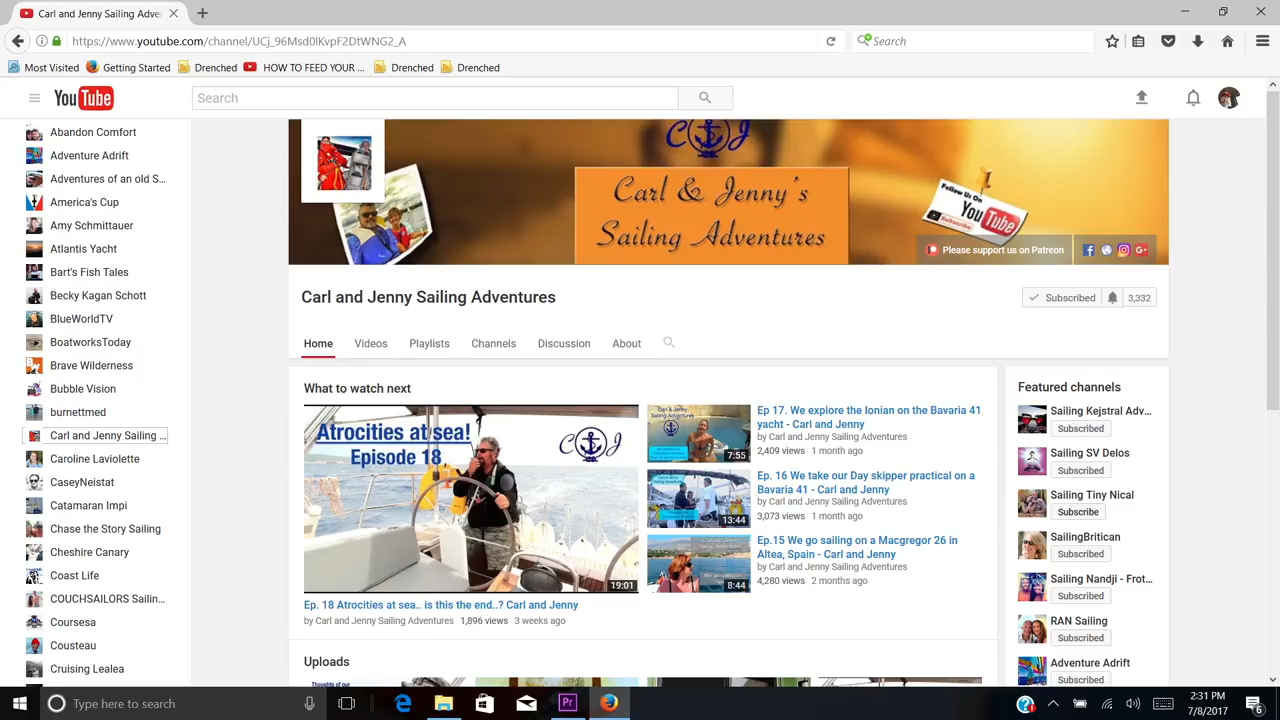 Carl and Jenny Sailing Adve
https://www.youtube.com/channel/UCj_96Msd0lKvpF2DtWNG2_A
Search
Most Visited Getting Started Drenched HOW TO FEED YOUR ... Drenched Drenched
YouTube
Search
Abandon Comfort
Adventure Adrift
Adventures of an old S...
America's Cup
Amy Schmittauer
Atlantis Yacht
Bart's Fish Tales
Becky Kagan Schott
BlueWorldTV
BoatworksToday
Brave Wilderness
Bubble Vision
burnettmed
Carl and Jenny Sailing ...
Caroline Laviolette
CaseyNeistat
Catamaran Impi
Chase the Story Sailing
Cheshire Canary
Coast Life
COUCHSAILORS Sailin...
Coursesa
Cousteau
Cruising Lealea
C J
Carl & Jenny's
Sailing Adventures
Follow Us On
YouTube
Subscribe
Please support us on Patreon
Carl and Jenny Sailing Adventures
Subscribed 3,332
Home Videos Playlists Channels Discussion About
What to watch next
Atrocities at sea!
Episode 18
C J
19:01
Ep. 18 Atrocities at sea.. is this the end..? Carl and Jenny
by Carl and Jenny Sailing Adventures 1,896 views 3 weeks ago
7:55
Ep 17. We explore the Ionian on the Bavaria 41
yacht - Carl and Jenny
by Carl and Jenny Sailing Adventures
2,409 views 1 month ago
13:44
Ep. 16 We take our Day skipper practical on a
Bavaria 41 - Carl and Jenny
by Carl and Jenny Sailing Adventures
3,073 views 1 month ago
8:44
Ep.15 We go sailing on a Macgregor 26 in
Altea, Spain - Carl and Jenny
by Carl and Jenny Sailing Adventures
4,280 views 2 months ago
Uploads
Thoughts of our
Featured channels
Sailing Kejstral Adv...
Subscribed
Sailing SV Delos
Subscribed
Sailing Tiny Nical
Subscribe
SailingBritican
Subscribed
Sailing Nandji - Frot...
Subscribed
RAN Sailing
Subscribed
Adventure Adrift
Subscribed
Type here to search
Pr
2:31 PM
7/8/2017
6